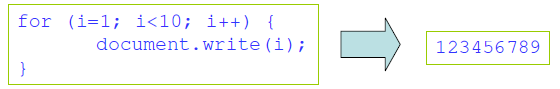 for (i=1; i<10; i++) {
document.write(i);
}
123456789